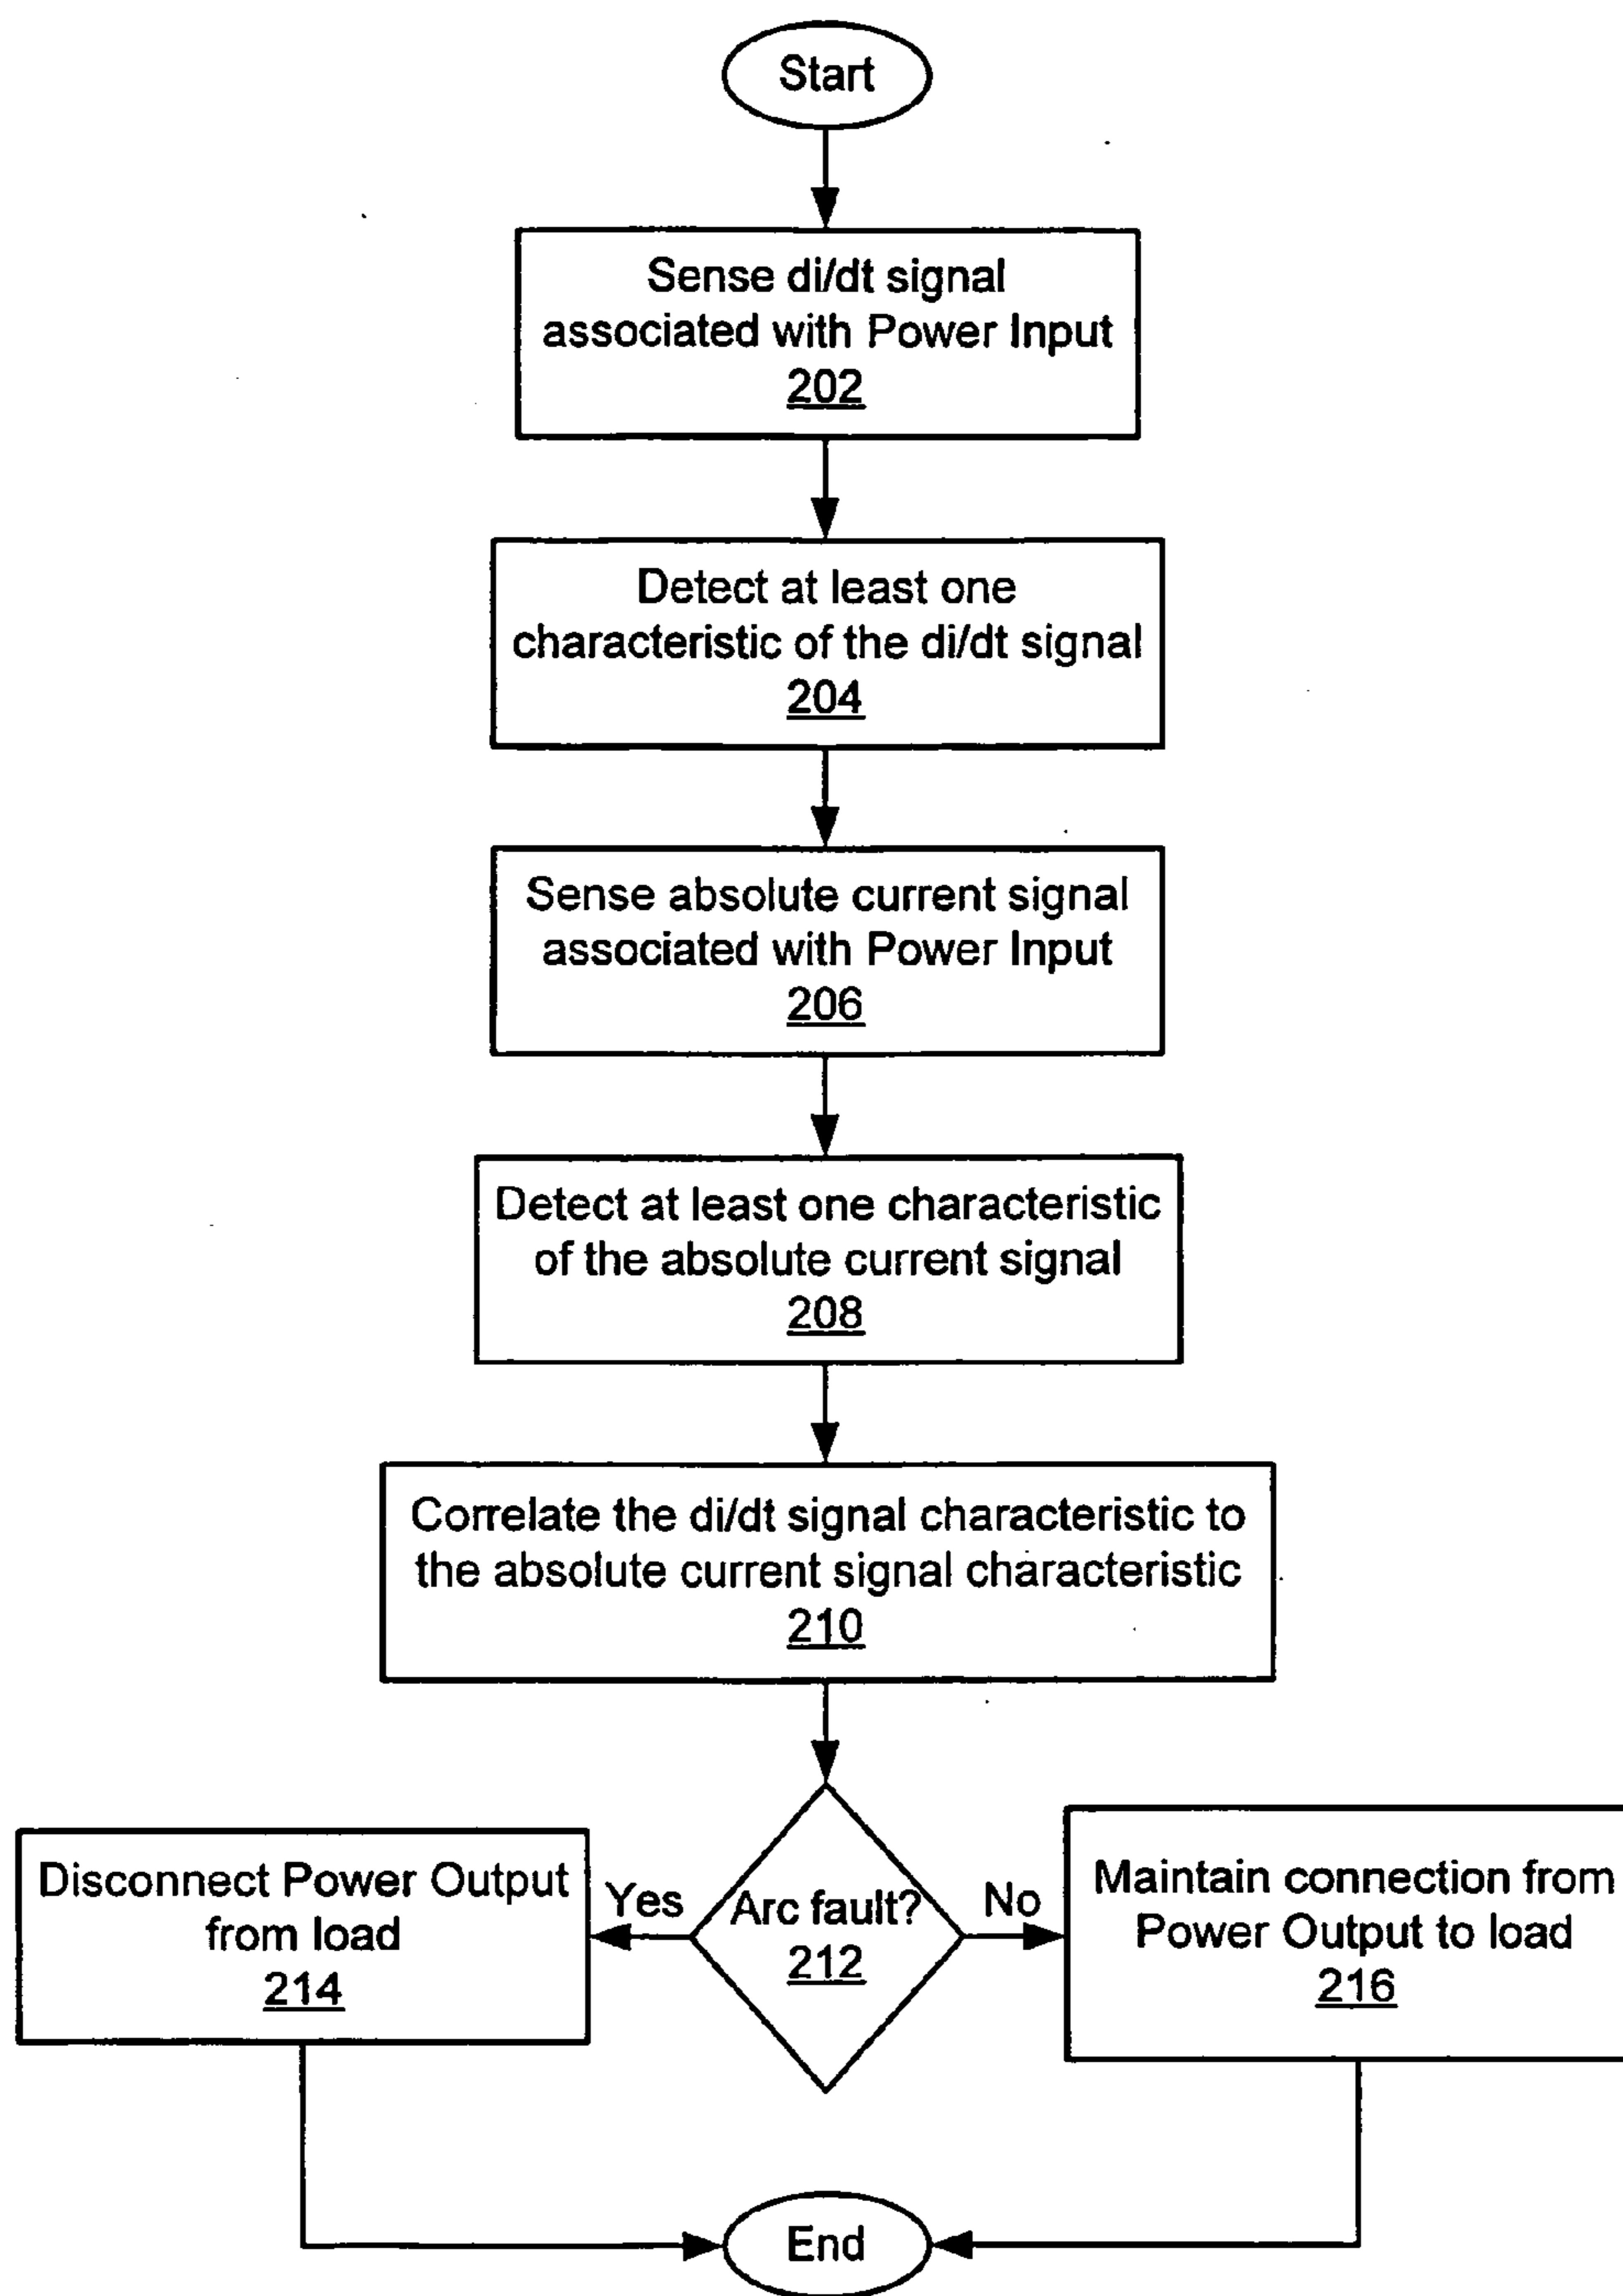 Start
Sense di/dt signal
associated with Power Input
202
Detect at least one
characteristic of the di/dt signal
204
Sense absolute current signal
associated with Power Input
206
Detect at least one characteristic
of the absolute current signal
208
Correlate the di/dt signal characteristic to
the absolute current signal characteristic
210
Disconnect Power Output
from load
214
Yes
Arc fault?
212
No
Maintain connection from
Power Output to load
216
End